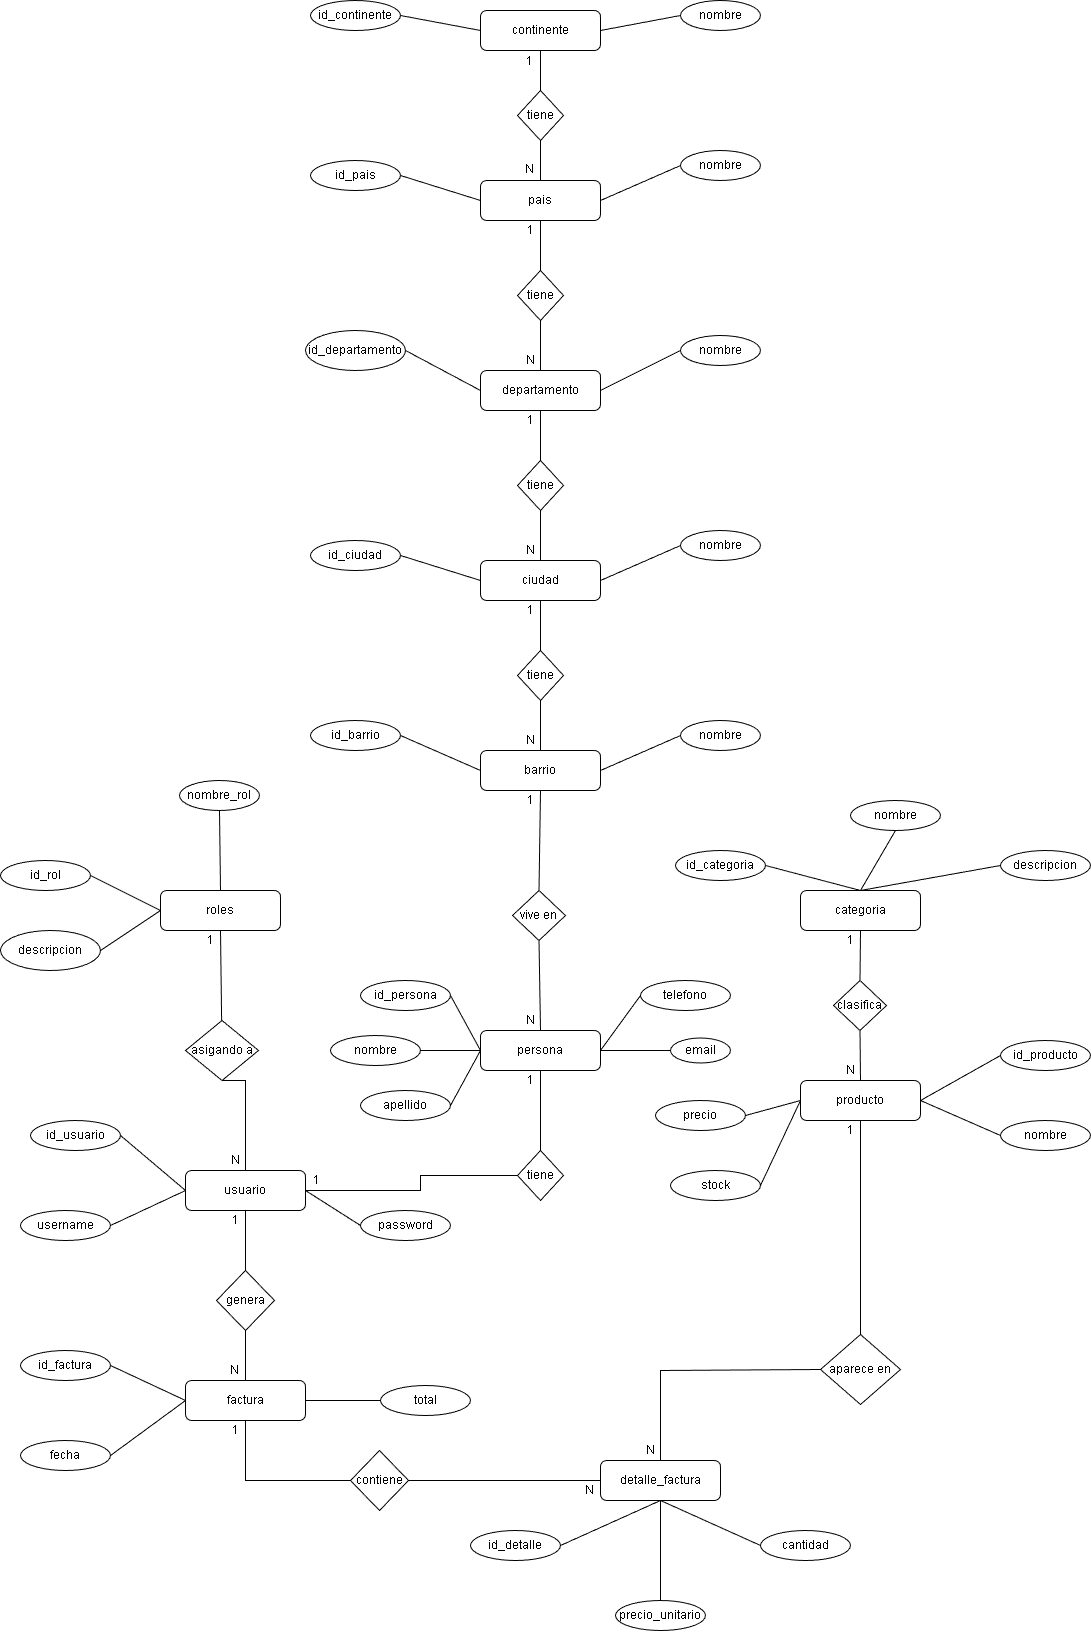 id_continente
continente
nombre
1
tiene
N
id_pais
nombre
pais
1
tiene
N
id_departamento
nombre
departamento
1
tiene
N
id_ciudad
nombre
ciudad
1
tiene
N
id_barrio
nombre
barrio
1
nombre_rol
id_rol
roles
descripcion
1
vive en
nombre
id_categoria
descripcion
categoria
1
clasifica
N
id_persona
telefono
N
nombre
persona
email
apellido
1
asigando a
id_producto
precio
producto
nombre
stock
1
id_usuario
N
tiene
1
usuario
username
password
1
genera
N
id_factura
factura
total
fecha
1
aparece en
N
contiene
detalle_factura
N
id_detalle
cantidad
precio_unitario